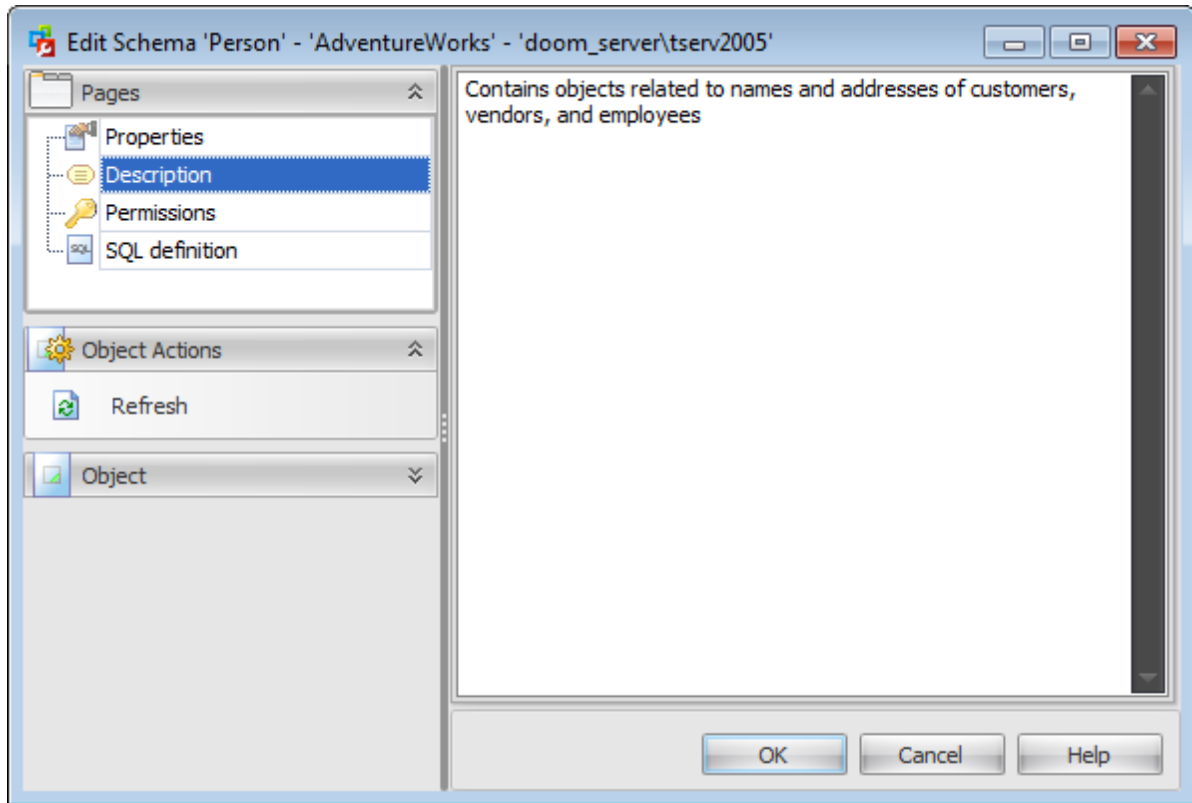 Edit Schema 'Person' - 'AdventureWorks' - 'doom_server\tserv2005'
Pages
Properties
Description
Permissions
SQL
SQL definition
Object Actions
Refresh
Object
Contains objects related to names and addresses of customers,
vendors, and employees
OK
Cancel
Help